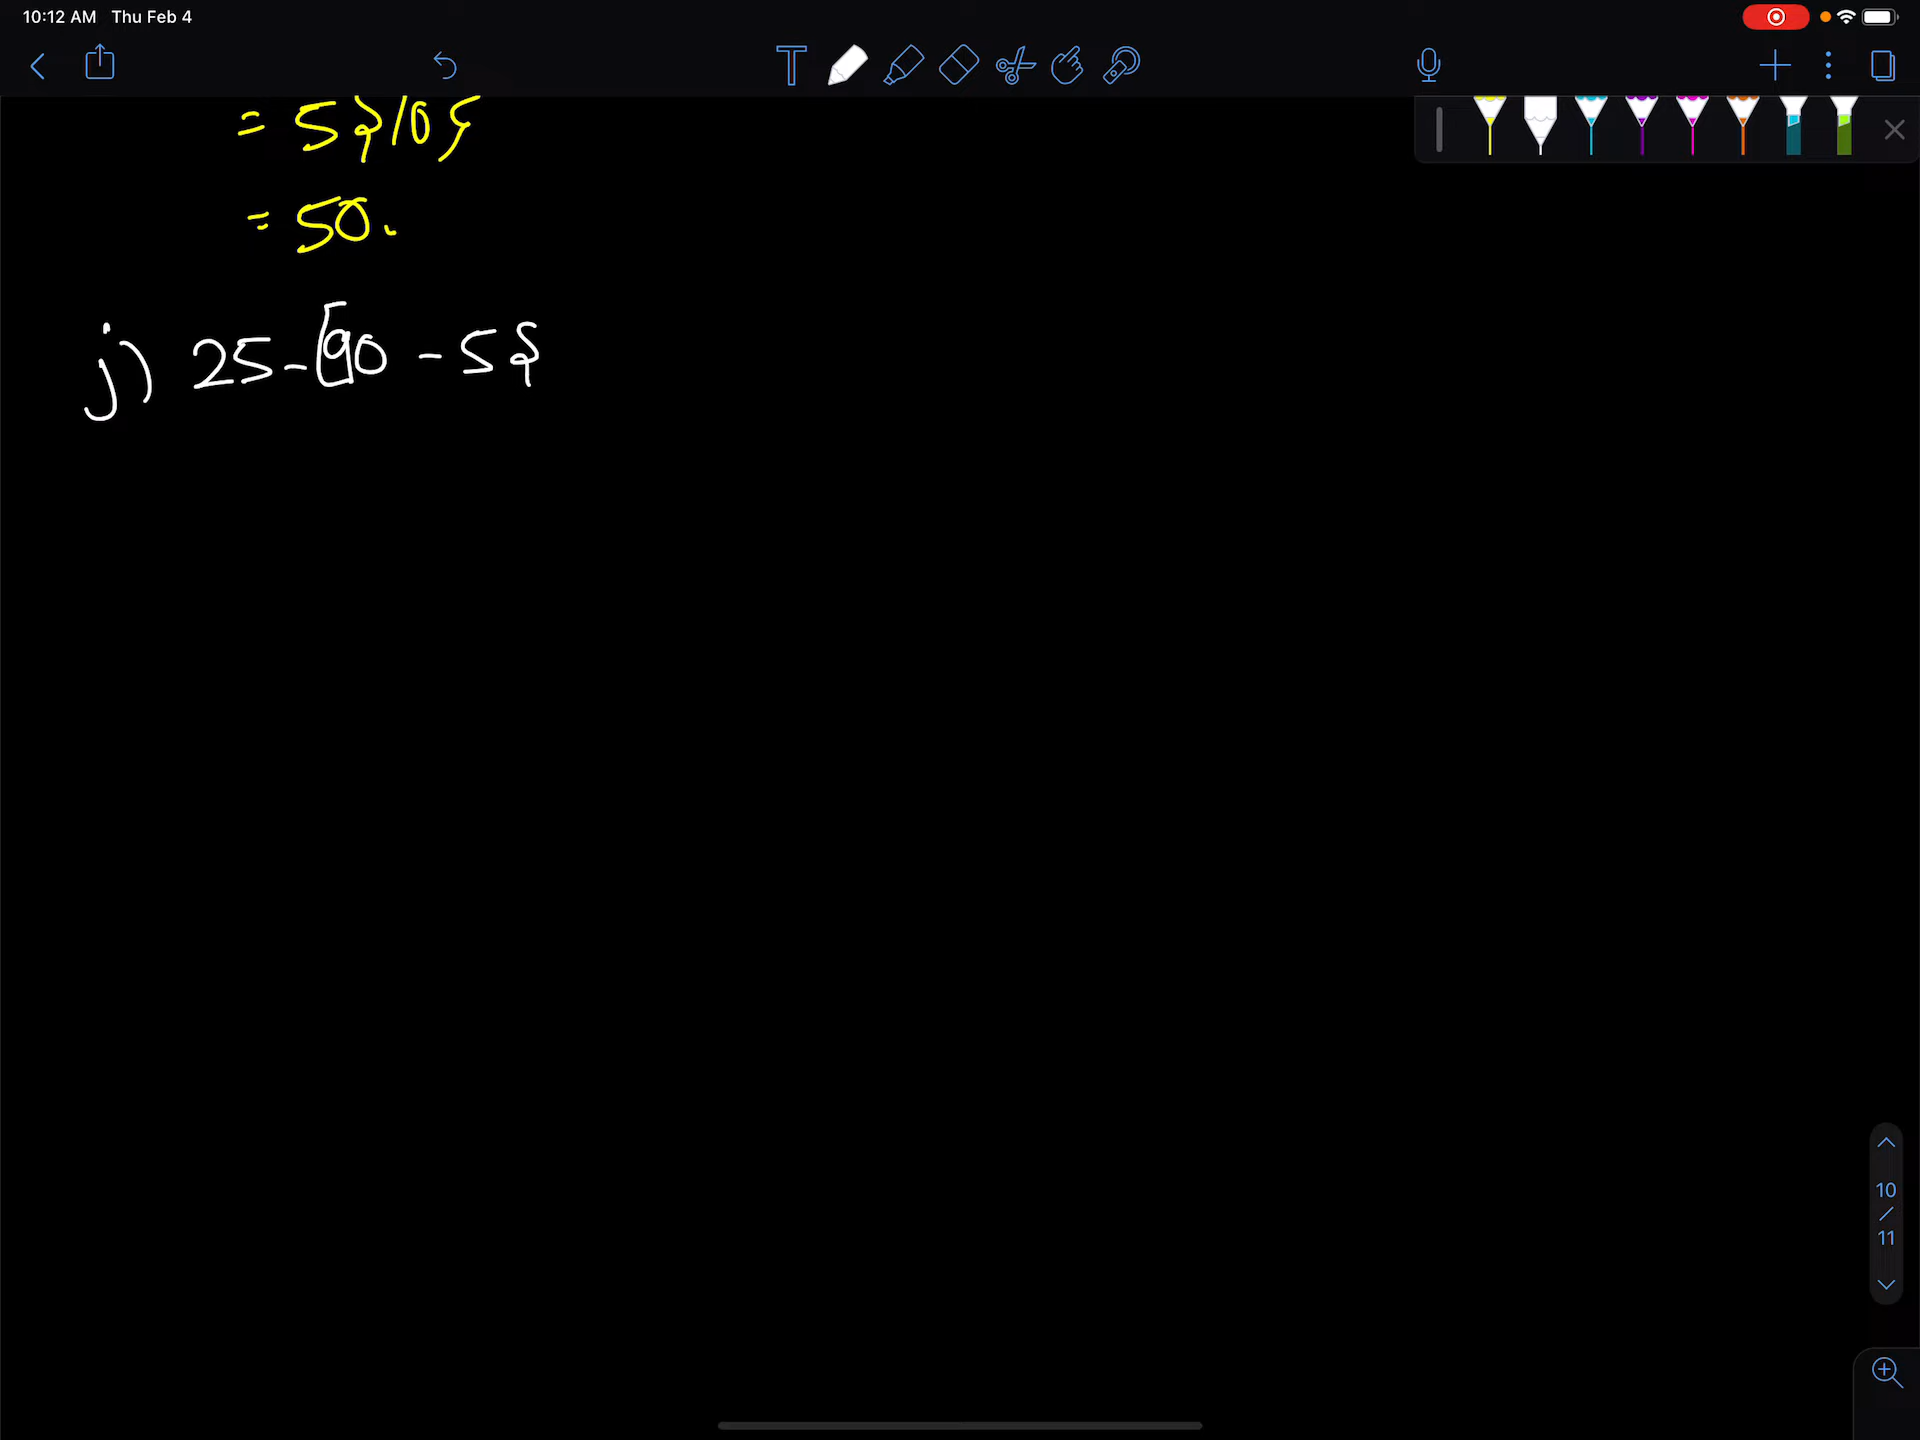 10:12 AM Thu Feb 4
= 5{10}
= 50.
j) 25 - [90 - 5{
10
/
11